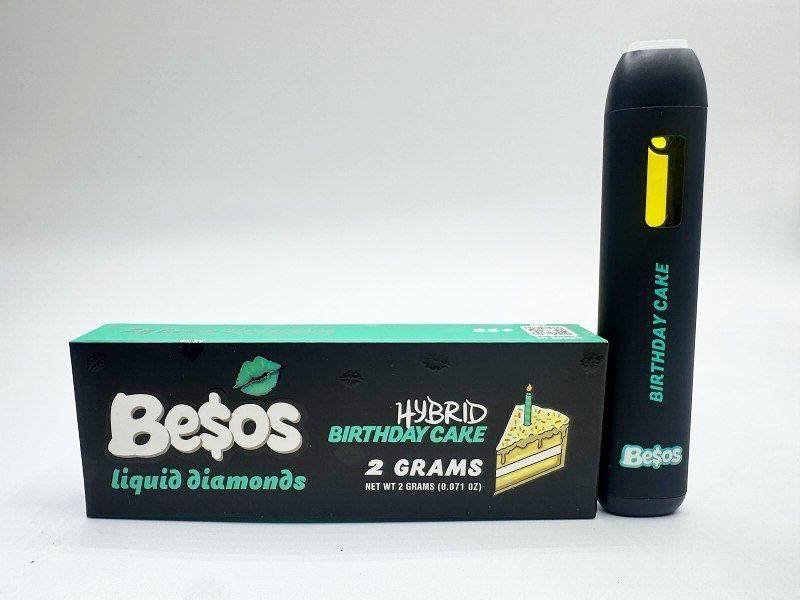 Be$os
liquid diamonds
HYBRID
BIRTHDAY CAKE
2 GRAMS
NET WT 2 GRAMS (0.071 OZ)
BIRTHDAY CAKE
Be$os